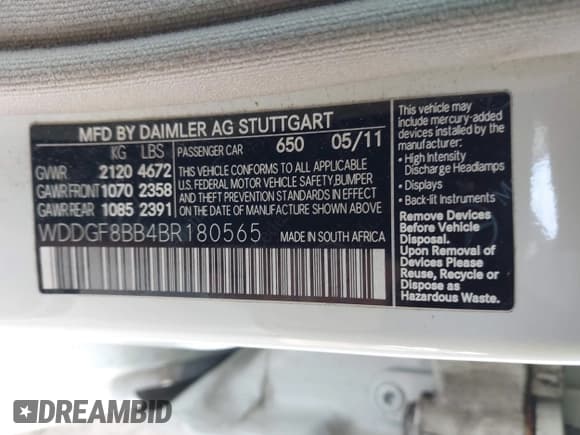 MFD BY DAIMLER AG STUTTGART
KG LBS
PASSENGER CAR 650 05/11
GVWR 2120 4672
GAWR FRONT 1070 2358
GAWR REAR 1085 2391
THIS VEHICLE CONFORMS TO ALL APPLICABLE
U.S. FEDERAL MOTOR VEHICLE SAFETY, BUMPER
AND THEFT PREVENTION STANDARDS IN EFFECT
ON THE DATE OF MANUFACTURE SHOWN ABOVE.
WDDGF8BB4BR180565 MADE IN SOUTH AFRICA
This vehicle may
include mercury-added
devices installed by the
manufacturer:
• High Intensity
Discharge Headlamps
• Displays
• Back-lit Instruments
Remove Devices
Before Vehicle
Disposal.
Upon Removal of
Devices Please
Reuse, Recycle or
Dispose as
Hazardous Waste.
DREAMBID